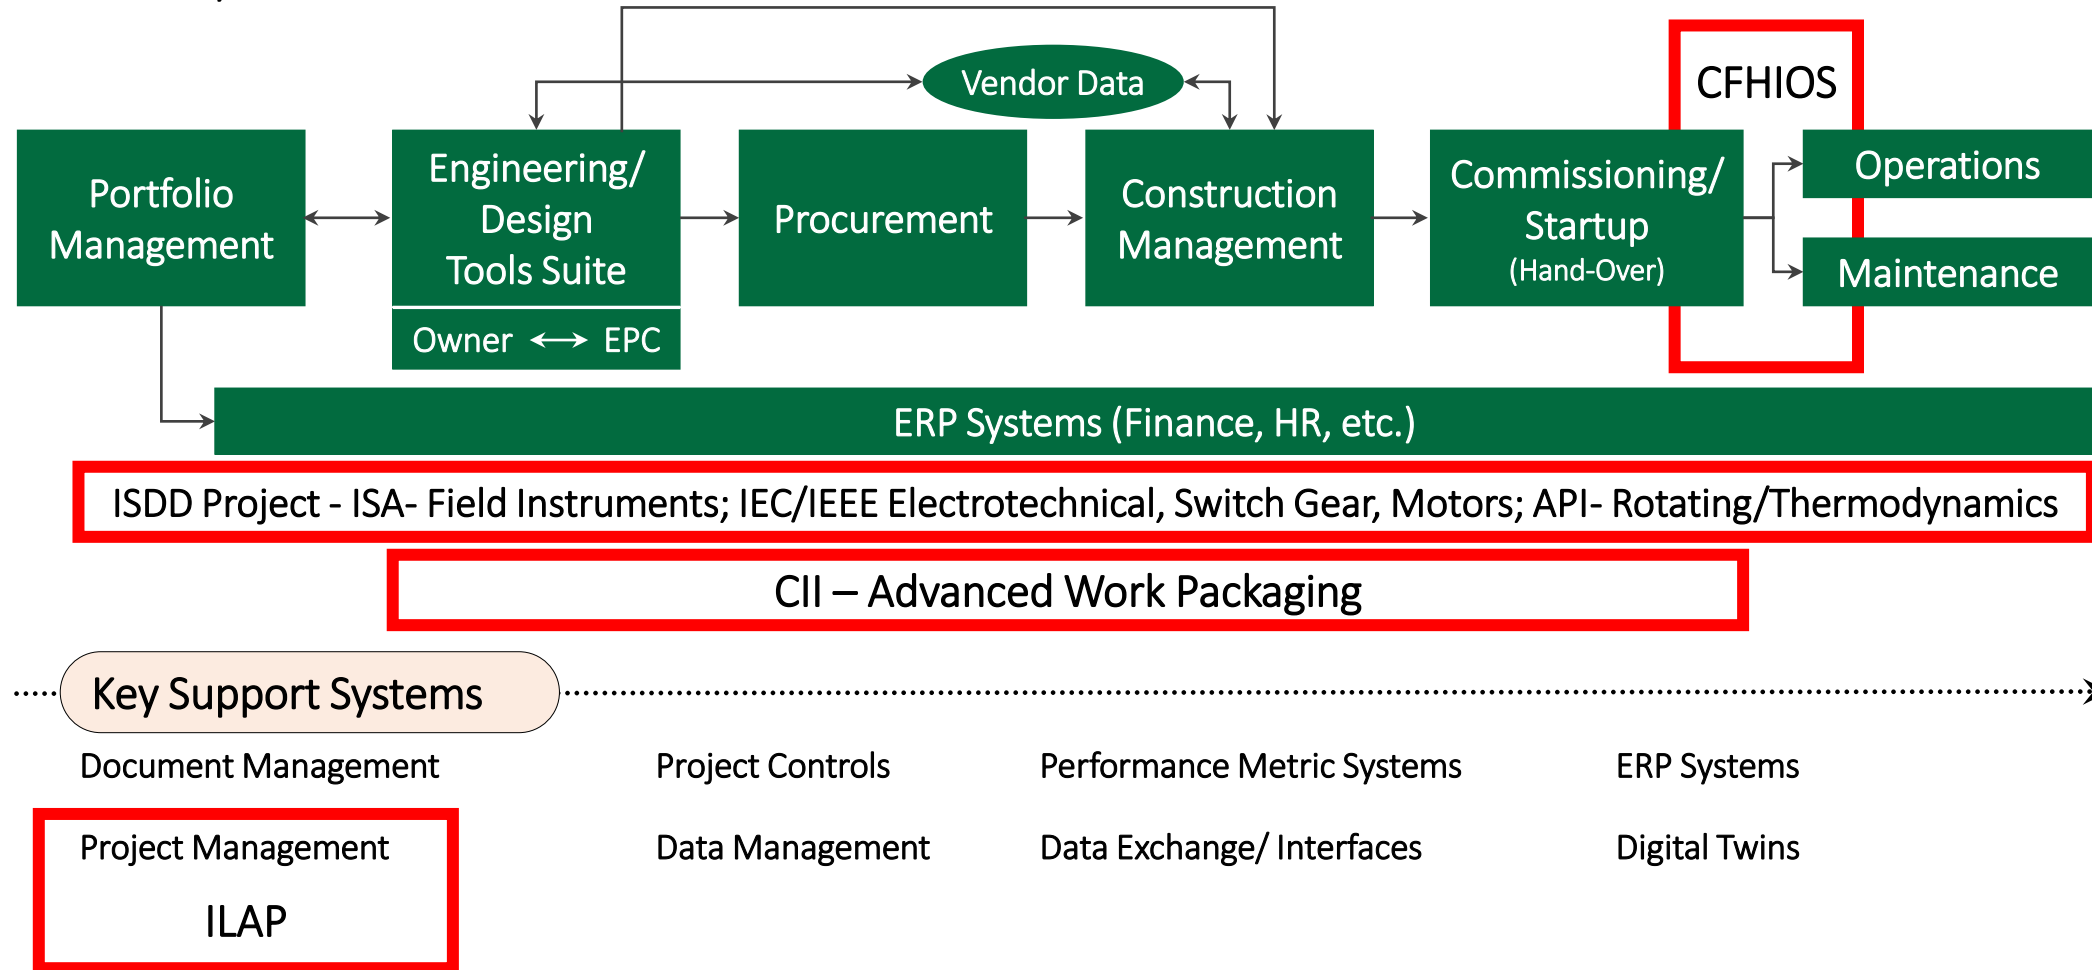 Vendor Data
CFHIOS
Portfolio
Management
Engineering/
Design
Tools Suite
Owner EPC
Procurement
Construction
Management
Commissioning/
Startup
(Hand-Over)
Operations
Maintenance
ERP Systems (Finance, HR, etc.)
ISDD Project - ISA- Field Instruments; IEC/IEEE Electrotechnical, Switch Gear, Motors; API- Rotating/Thermodynamics
CII – Advanced Work Packaging
Key Support Systems
Document Management
Project Controls
Performance Metric Systems
ERP Systems
Project Management
Data Management
Data Exchange/ Interfaces
Digital Twins
ILAP